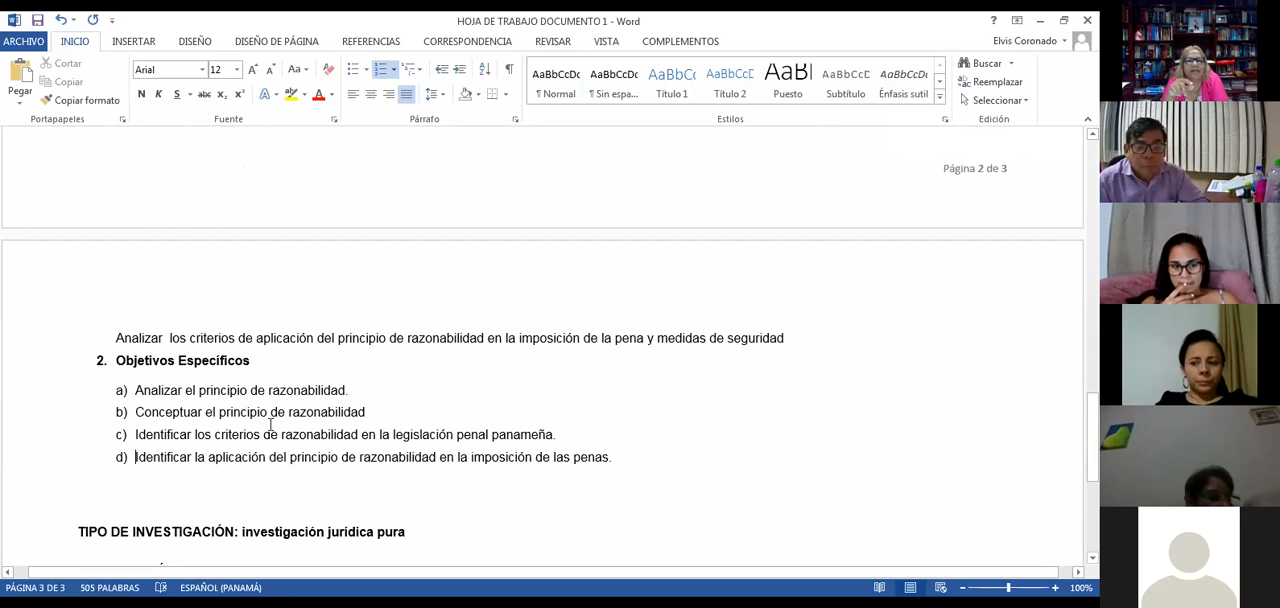 HOJA DE TRABAJO DOCUMENTO 1 - Word
ARCHIVO INICIO INSERTAR DISEÑO DISEÑO DE PÁGINA REFERENCIAS CORRESPONDENCIA REVISAR VISTA COMPLEMENTOS Elvis Coronado
Cortar
Copiar
Copiar formato
Pegar
Portapapeles
Arial 12
N K S abc x₂ x²
Fuente
Párrafo
AaBbCcDc AaBbCcDc AaBbC AaBbCcD AaBl AaBbCcD AaBbCcDc
¶ Normal ¶ Sin espa... Título 1 Título 2 Puesto Subtítulo Énfasis sutil
Estilos
Buscar
Reemplazar
Seleccionar
Edición
Página 2 de 3
Analizar los criterios de aplicación del principio de razonabilidad en la imposición de la pena y medidas de seguridad
2. Objetivos Específicos
a) Analizar el principio de razonabilidad.
b) Conceptuar el principio de razonabilidad
c) Identificar los criterios de razonabilidad en la legislación penal panameña.
d) Identificar la aplicación del principio de razonabilidad en la imposición de las penas.
TIPO DE INVESTIGACIÓN: investigación jurídica pura
PÁGINA 3 DE 3 505 PALABRAS ESPAÑOL (PANAMÁ) 100%